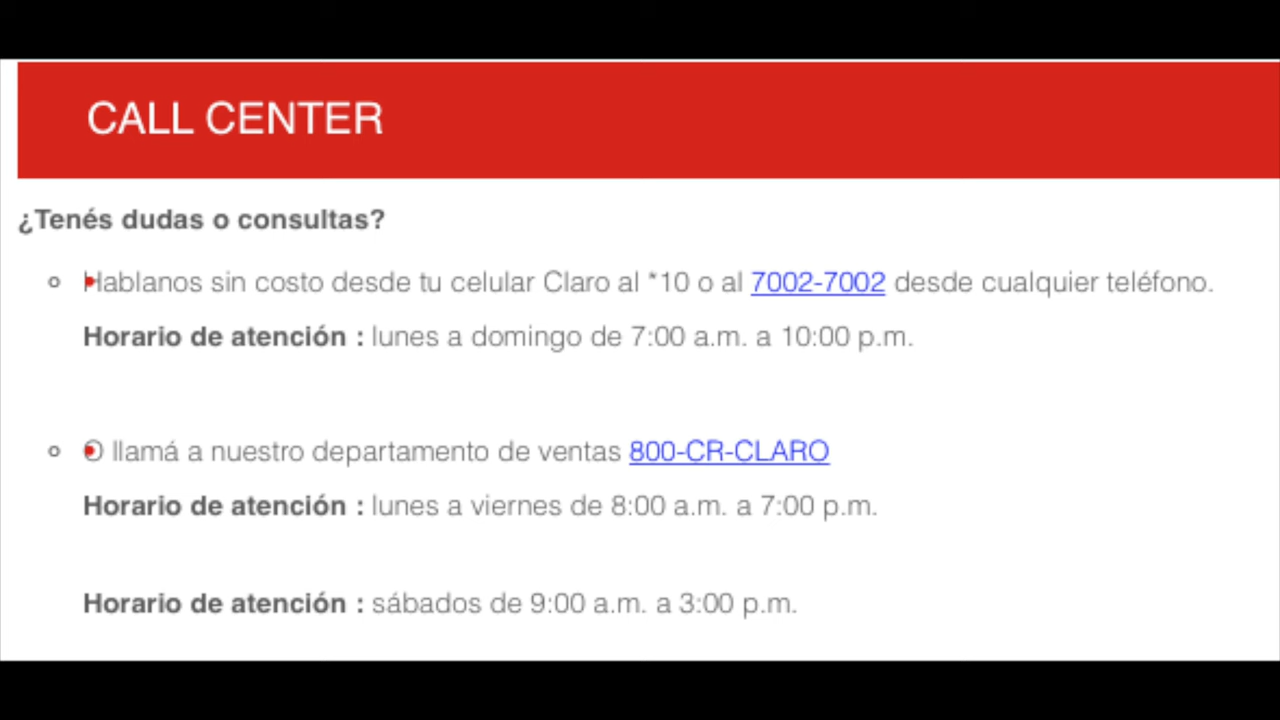 CALL CENTER
¿Tenés dudas o consultas?
Hablanos sin costo desde tu celular Claro al *10 o al 7002-7002 desde cualquier teléfono.
Horario de atención : lunes a domingo de 7:00 a.m. a 10:00 p.m.
O llamá a nuestro departamento de ventas 800-CR-CLARO
Horario de atención : lunes a viernes de 8:00 a.m. a 7:00 p.m.
Horario de atención : sábados de 9:00 a.m. a 3:00 p.m.